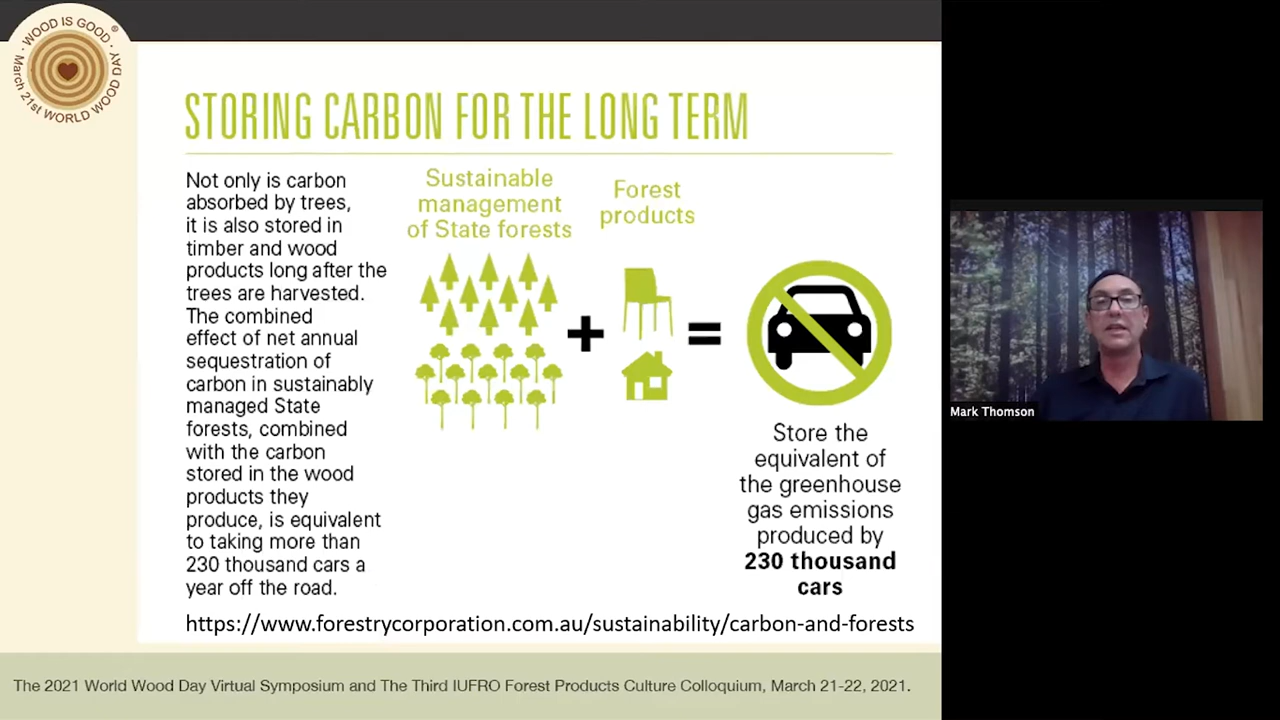 WOOD IS GOOD ®
March 21st WORLD WOOD DAY
STORING CARBON FOR THE LONG TERM
Not only is carbon
absorbed by trees,
it is also stored in
timber and wood
products long after the
trees are harvested.
The combined
effect of net annual
sequestration of
carbon in sustainably
managed State
forests, combined
with the carbon
stored in the wood
products they
produce, is equivalent
to taking more than
230 thousand cars a
year off the road.
Sustainable
management
of State forests
Forest
products
+
=
Store the
equivalent of
the greenhouse
gas emissions
produced by
230 thousand
cars
https://www.forestrycorporation.com.au/sustainability/carbon-and-forests
Mark Thomson
The 2021 World Wood Day Virtual Symposium and The Third IUFRO Forest Products Culture Colloquium, March 21-22, 2021.